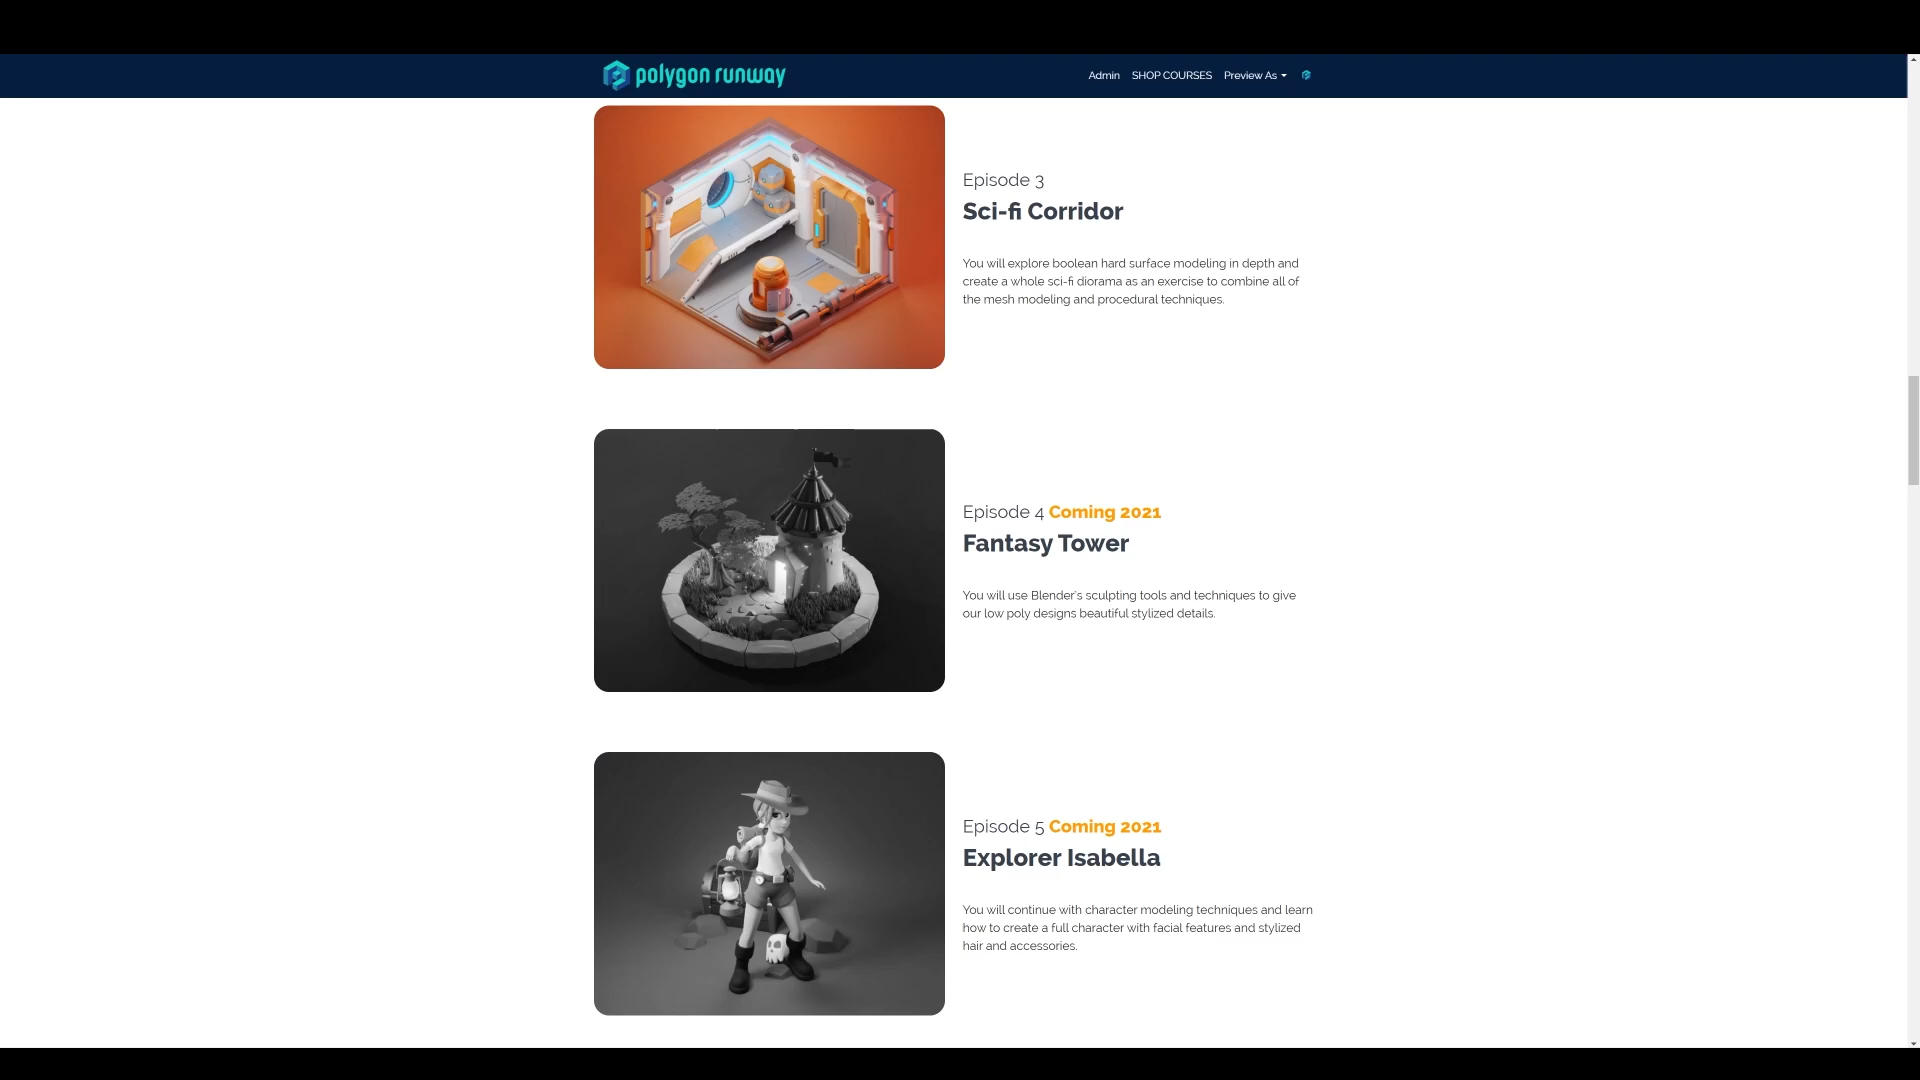 polygon runway
Admin SHOP COURSES Preview As
Episode 3
Sci-fi Corridor
You will explore boolean hard surface modeling in depth and
create a whole sci-fi diorama as an exercise to combine all of
the mesh modeling and procedural techniques.
Episode 4 Coming 2021
Fantasy Tower
You will use Blender's sculpting tools and techniques to give
our low poly designs beautiful stylized details.
Episode 5 Coming 2021
Explorer Isabella
You will continue with character modeling techniques and learn
how to create a full character with facial features and stylized
hair and accessories.